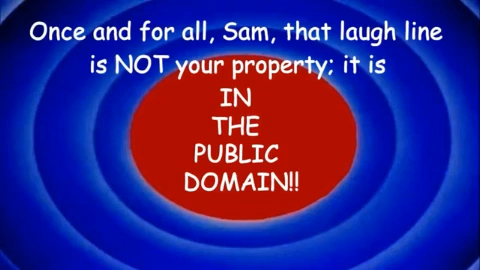 Once and for all, Sam, that laugh line
is NOT your property; it is
IN
THE
PUBLIC
DOMAIN!!